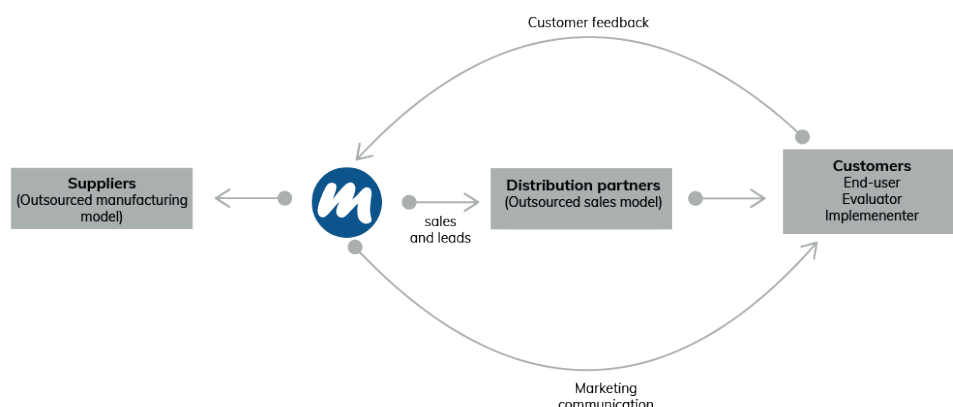 Customer feedback
Suppliers
(Outsourced manufacturing
model)
m
sales
and leads
Distribution partners
(Outsourced sales model)
Customers
End-user
Evaluator
Implemenenter
Marketing
communication